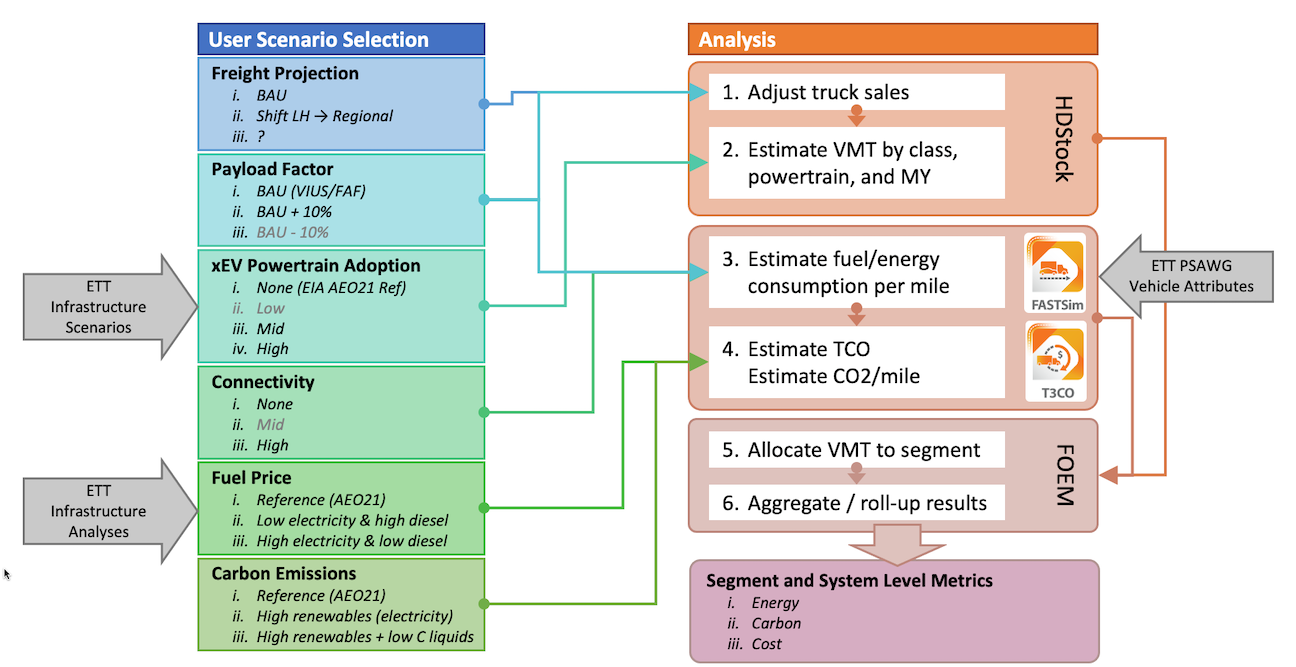 User Scenario Selection
Freight Projection
i. BAU
ii. Shift LH → Regional
iii. ?
Payload Factor
i. BAU (VIUS/FAF)
ii. BAU + 10%
iii. BAU - 10%
xEV Powertrain Adoption
i. None (EIA AEO21 Ref)
ii. Low
iii. Mid
iv. High
Connectivity
i. None
ii. Mid
iii. High
Fuel Price
i. Reference (AEO21)
ii. Low electricity & high diesel
iii. High electricity & low diesel
Carbon Emissions
i. Reference (AEO21)
ii. High renewables (electricity)
iii. High renewables + low C liquids
ETT
Infrastructure
Scenarios
ETT
Infrastructure
Analyses
Analysis
1. Adjust truck sales
2. Estimate VMT by class,
powertrain, and MY
HDStock
3. Estimate fuel/energy
consumption per mile
FASTSim
4. Estimate TCO
Estimate CO2/mile
$
T3CO
ETT PSAWG
Vehicle Attributes
5. Allocate VMT to segment
6. Aggregate / roll-up results
FOEM
Segment and System Level Metrics
i. Energy
ii. Carbon
iii. Cost